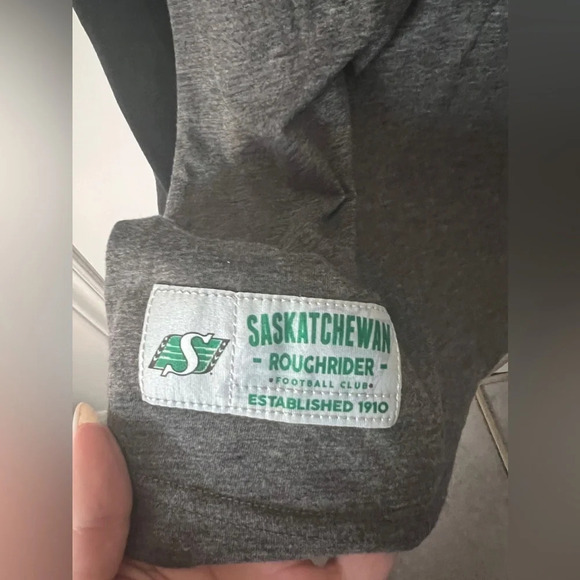 S
SASKATCHEWAN
- ROUGHRIDER -
•FOOTBALL CLUB•
ESTABLISHED 1910